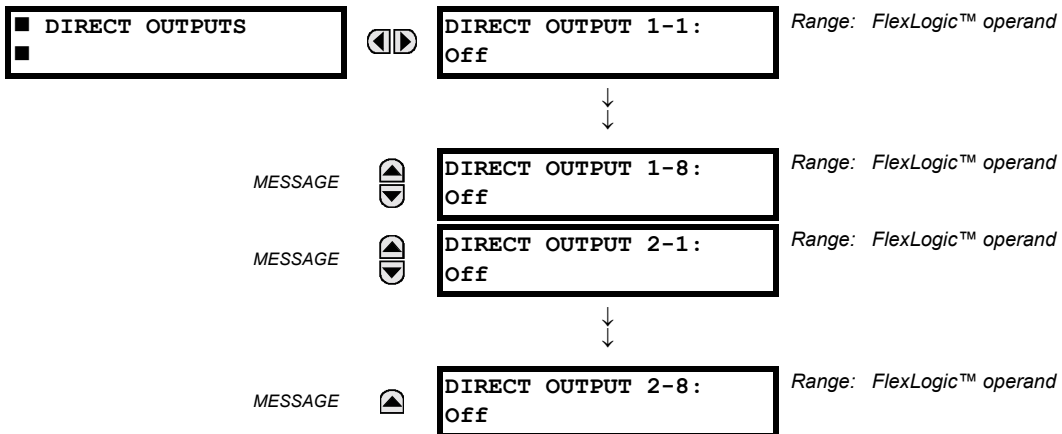 ■ DIRECT OUTPUTS
■
DIRECT OUTPUT 1-1:
Off
Range: FlexLogic™ operand
↓
↓
MESSAGE
DIRECT OUTPUT 1-8:
Off
Range: FlexLogic™ operand
MESSAGE
DIRECT OUTPUT 2-1:
Off
Range: FlexLogic™ operand
↓
↓
MESSAGE
DIRECT OUTPUT 2-8:
Off
Range: FlexLogic™ operand